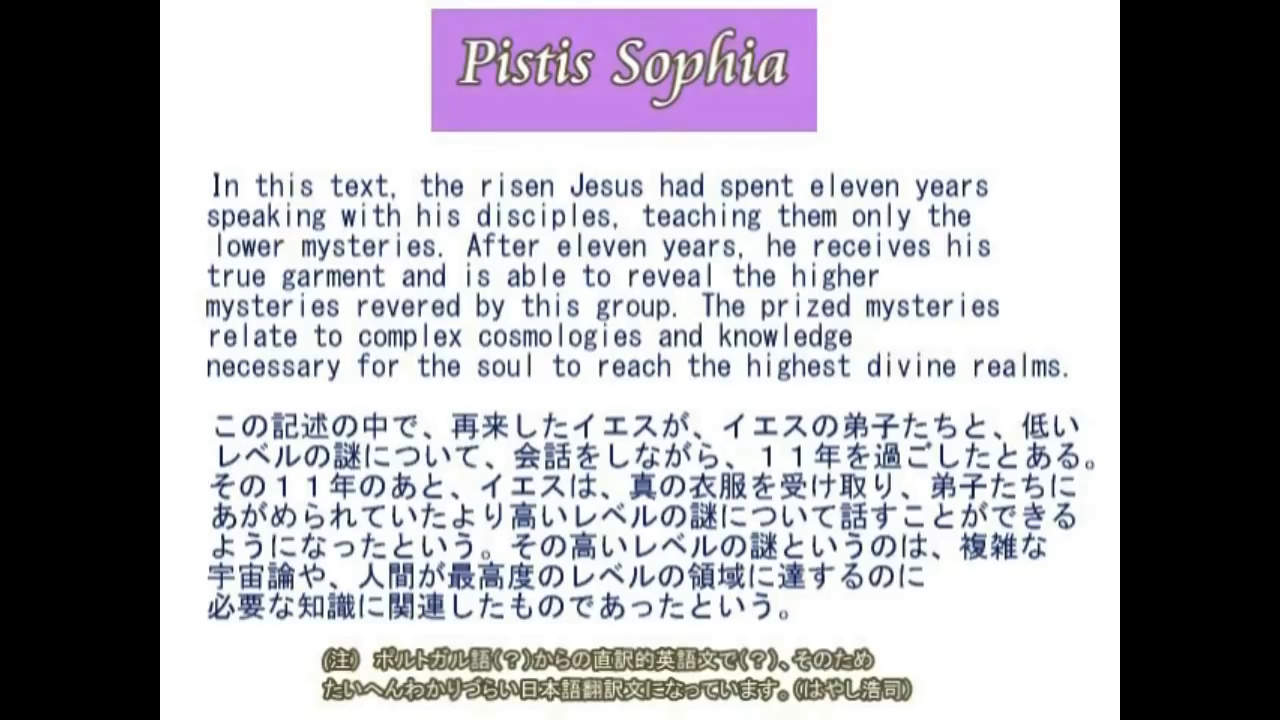 Pistis Sophia
In this text, the risen Jesus had spent eleven years
speaking with his disciples, teaching them only the
lower mysteries. After eleven years, he receives his
true garment and is able to reveal the higher
mysteries revered by this group. The prized mysteries
relate to complex cosmologies and knowledge
necessary for the soul to reach the highest divine realms.
この記述の中で、再来したイエスが、イエスの弟子たちと、低い
レベルの謎について、会話をしながら、１１年を過ごしたとある。
その１１年のあと、イエスは、真の衣服を受け取り、弟子たちに
あがめられていたより高いレベルの謎について話すことができる
ようになったという。その高いレベルの謎というのは、複雑な
宇宙論や、人間が最高度のレベルの領域に達するのに
必要な知識に関連したものであったという。
(注)　ポルトガル語(？)からの直訳的英語文で(？)、そのため
たいへんわかりづらい日本語翻訳文になっています。(はやし浩司)